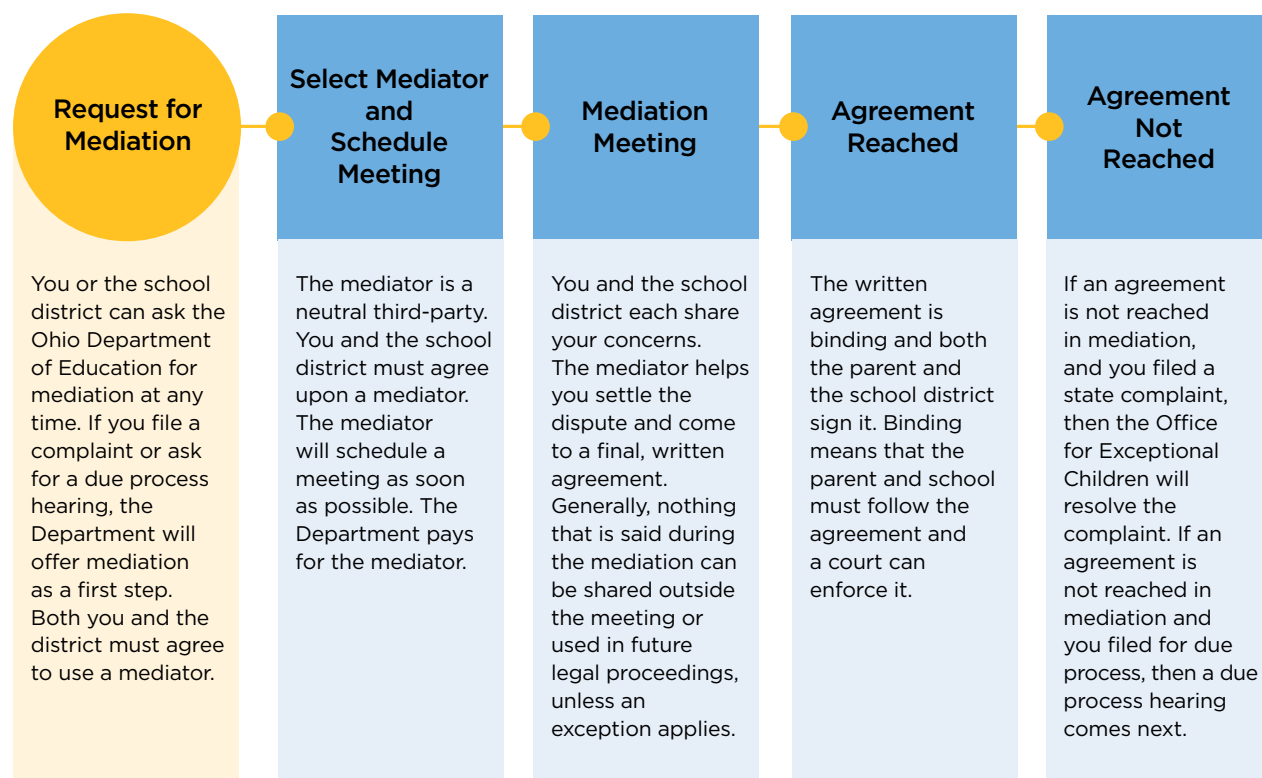 Request for
Mediation
You or the school
district can ask the
Ohio Department
of Education for
mediation at any
time. If you file a
complaint or ask
for a due process
hearing, the
Department will
offer mediation
as a first step.
Both you and the
district must agree
to use a mediator.
Select Mediator
and
Schedule
Meeting
The mediator is a
neutral third-party.
You and the school
district must agree
upon a mediator.
The mediator
will schedule a
meeting as soon
as possible. The
Department pays
for the mediator.
Mediation
Meeting
You and the school
district each share
your concerns.
The mediator helps
you settle the
dispute and come
to a final, written
agreement.
Generally, nothing
that is said during
the mediation can
be shared outside
the meeting or
used in future
legal proceedings,
unless an
exception applies.
Agreement
Reached
The written
agreement is
binding and both
the parent and
the school district
sign it. Binding
means that the
parent and school
must follow the
agreement and
a court can
enforce it.
Agreement
Not
Reached
If an agreement
is not reached
in mediation,
and you filed a
state complaint,
then the Office
for Exceptional
Children will
resolve the
complaint. If an
agreement is
not reached in
mediation and
you filed for due
process, then a due
process hearing
comes next.